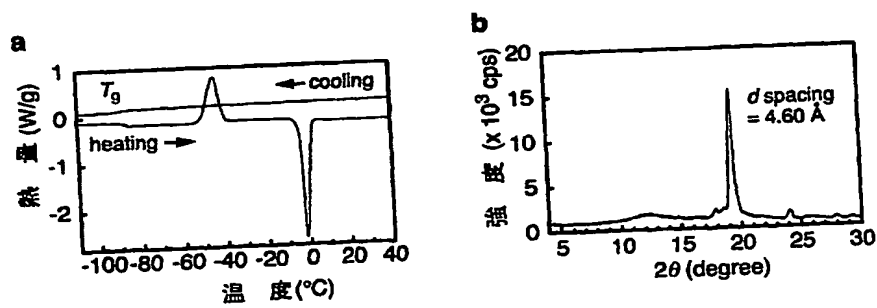 a
1
0
-1
-2
熱 量 (W/g)
Tg
cooling
heating
-100 -80 -60 -40 -20 0 20 40
温 度(°C)
b
20
15
10
5
0
強 度 (x 10³ cps)
d spacing
= 4.60 Å
5 10 15 20 25 30
2θ (degree)